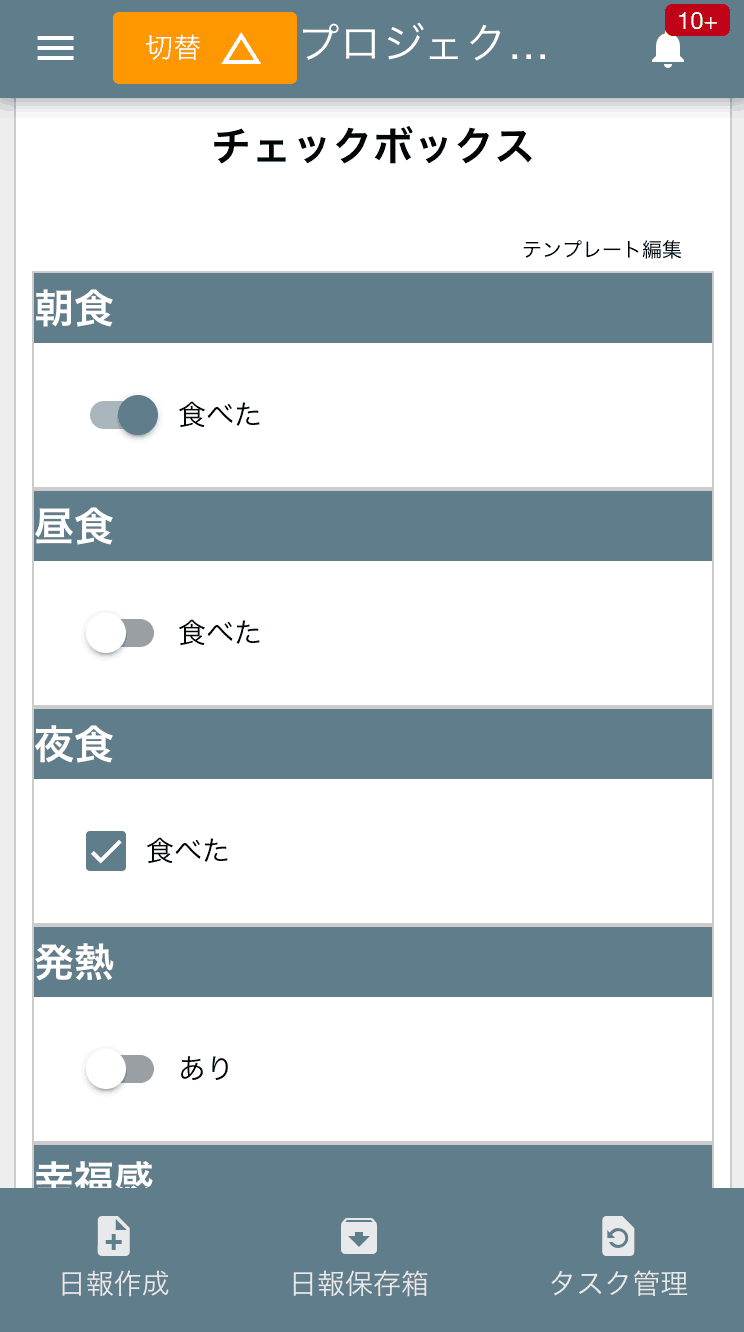 切替
プロジェク...
10+
チェックボックス
テンプレート編集
朝食
食べた
昼食
食べた
夜食
食べた
発熱
あり
幸福感
日報作成
日報保存箱
タスク管理